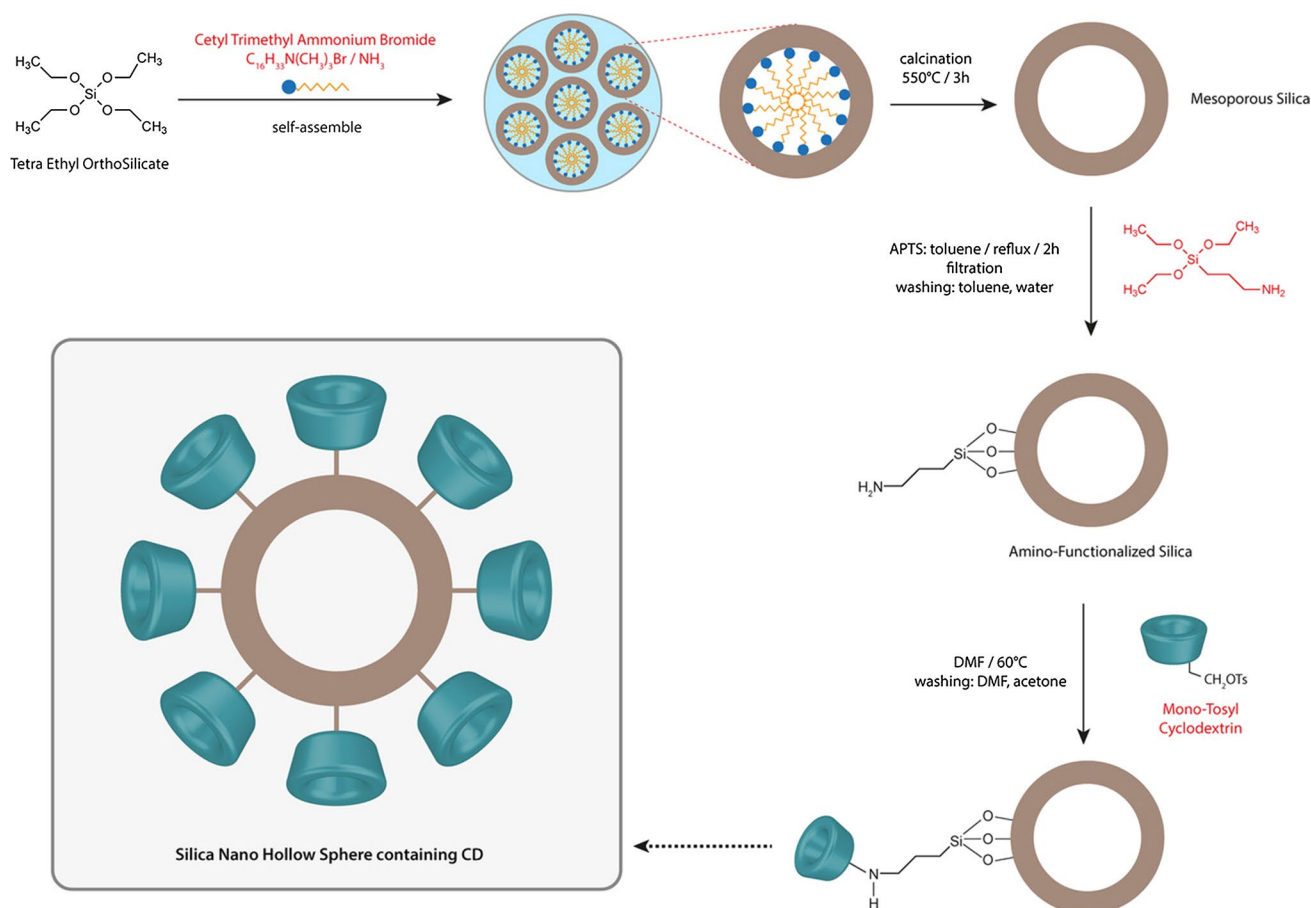 Cetyl Trimethyl Ammonium Bromide
C₁₆H₃₃N(CH₃)₃Br / NH₃
self-assemble
H₃C
CH₃
O
O
Si
O
O
H₃C
CH₃
Tetra Ethyl OrthoSilicate
calcination
550°C / 3h
Mesoporous Silica
APTS: toluene / reflux / 2h
filtration
washing: toluene, water
H₃C
CH₃
O
O
Si
O
H₃C
NH₂
O
Si
O
O
H₂N
Amino-Functionalized Silica
DMF / 60°C
washing: DMF, acetone
CH₂OTs
Mono-Tosyl
Cyclodextrin
O
Si
O
O
N
H
Silica Nano Hollow Sphere containing CD